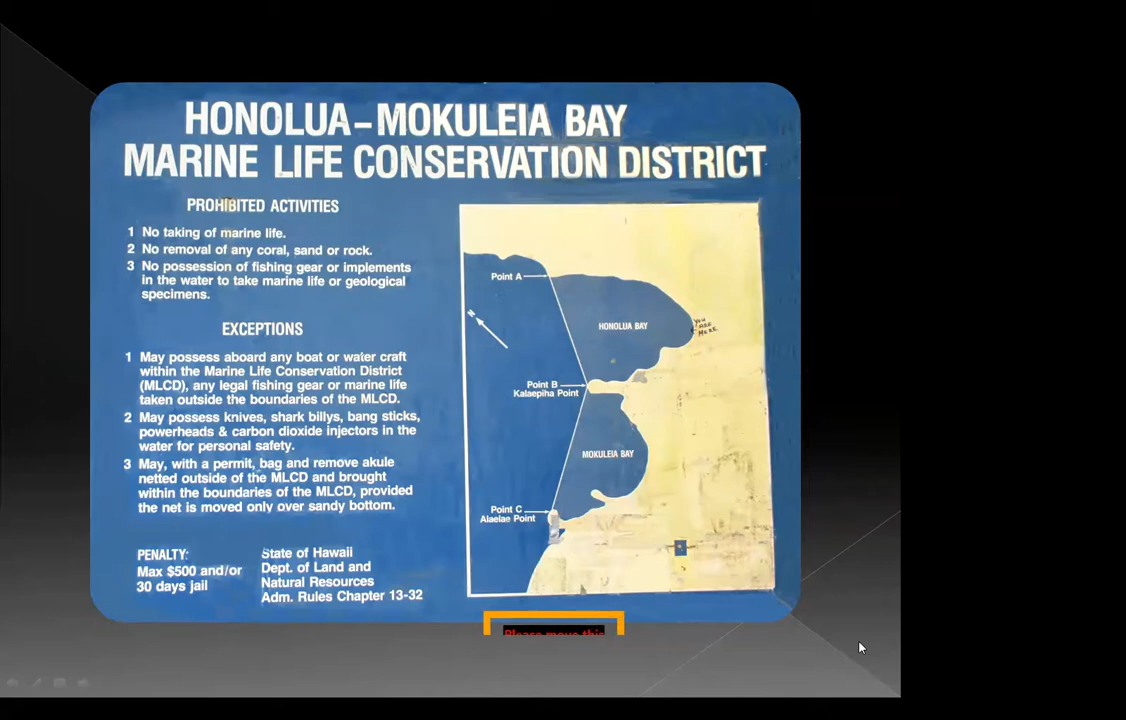 HONOLUA-MOKULEIA BAY
MARINE LIFE CONSERVATION DISTRICT
PROHIBITED ACTIVITIES
1 No taking of marine life.
2 No removal of any coral, sand or rock.
3 No possession of fishing gear or implements
in the water to take marine life or geological
specimens.
EXCEPTIONS
1 May possess aboard any boat or water craft
within the Marine Life Conservation District
(MLCD), any legal fishing gear or marine life
taken outside the boundaries of the MLCD.
2 May possess knives, shark billys, bang sticks,
powerheads & carbon dioxide injectors in the
water for personal safety.
3 May, with a permit, bag and remove akule
netted outside of the MLCD and brought
within the boundaries of the MLCD, provided
the net is moved only over sandy bottom.
PENALTY:
Max $500 and/or
30 days jail
State of Hawaii
Dept. of Land and
Natural Resources
Adm. Rules Chapter 13-32
Point A
HONOLUA BAY
YOU
ARE
HERE
N
Point B
Kalaepiha Point
MOKULEIA BAY
Point C
Alaelae Point
Please move this